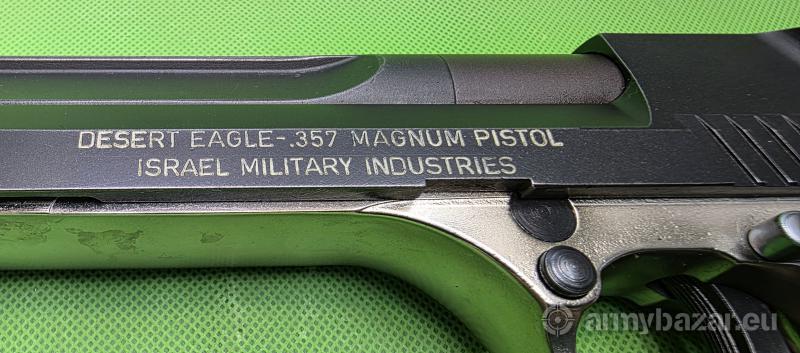 DESERT EAGLE-.357 MAGNUM PISTOL
ISRAEL MILITARY INDUSTRIES
armybazar.eu